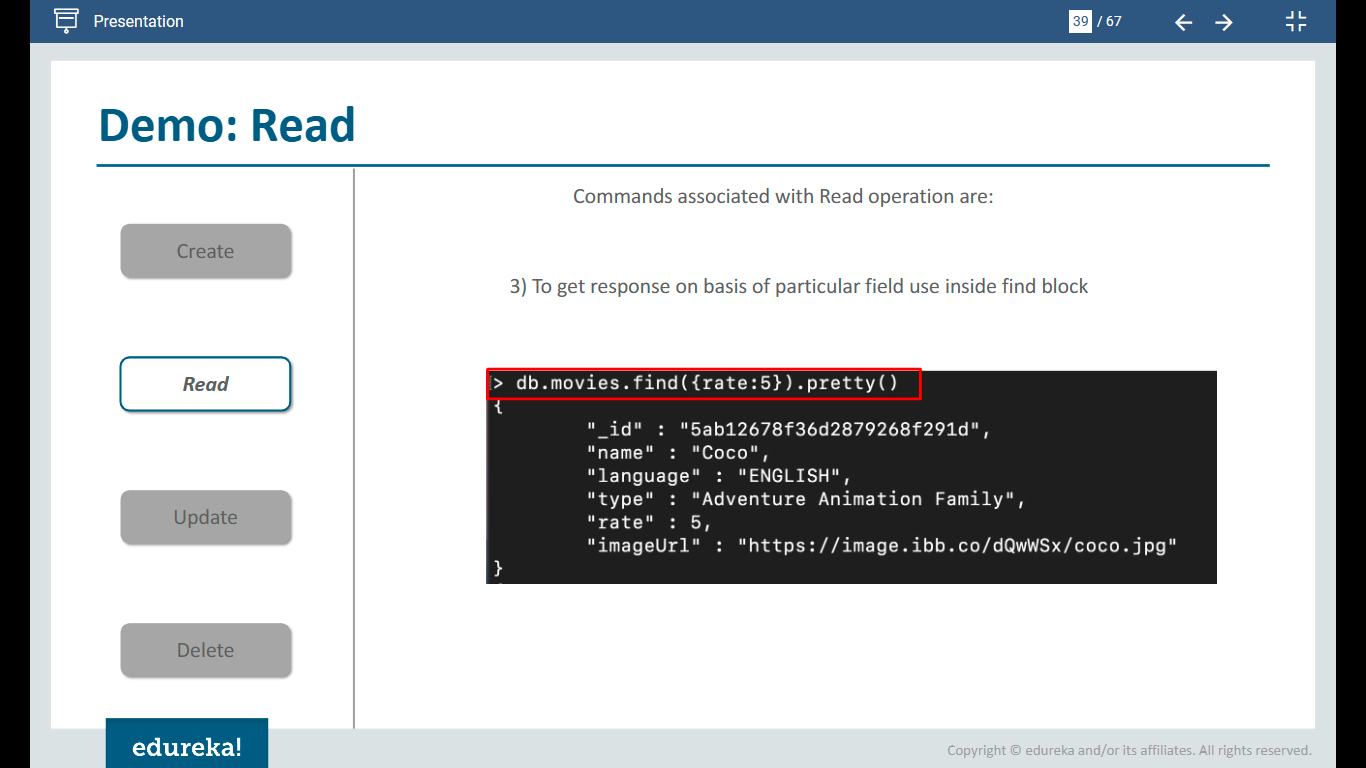 Presentation
39 / 67
Demo: Read
Create
Read
Update
Delete
Commands associated with Read operation are:
3) To get response on basis of particular field use inside find block
> db.movies.find({rate:5}).pretty()
{
"_id" : "5ab12678f36d2879268f291d",
"name" : "Coco",
"language" : "ENGLISH",
"type" : "Adventure Animation Family",
"rate" : 5,
"imageUrl" : "https://image.ibb.co/dQwWSx/coco.jpg"
}
edureka!
Copyright © edureka and/or its affiliates. All rights reserved.